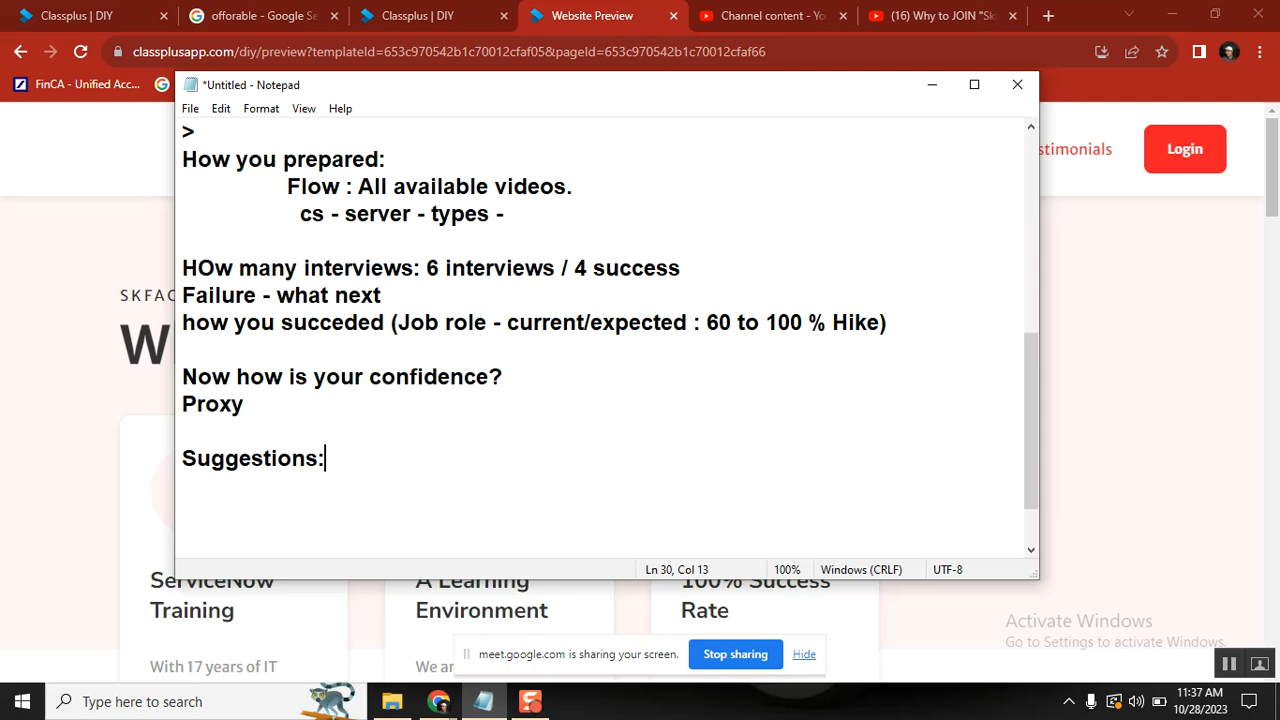 Classplus | DIY
offorable - Google Se
Classplus | DIY
Website Preview
Channel content - Yo
(16) Why to JOIN "Sk
classplusapp.com/diy/preview?templateId=653c970542b1c70012cfaf05&pageId=653c970542b1c70012cfaf66
FinCA - Unified Acc...
*Untitled - Notepad
File Edit Format View Help
>
How you prepared:
Flow : All available videos.
cs - server - types -
HOw many interviews: 6 interviews / 4 success
Failure - what next
how you succeded (Job role - current/expected : 60 to 100 % Hike)
Now how is your confidence?
Proxy
Suggestions:
Ln 30, Col 13 100% Windows (CRLF) UTF-8
stimonials
Login
SKFAC
W
ServiceNow
Training
With 17 years of IT
A Learning
Environment
We ar
100% Success
Rate
Activate Windows
Go to Settings to activate Windows.
meet.google.com is sharing your screen.
Stop sharing
Hide
Type here to search
11:37 AM
10/28/2023